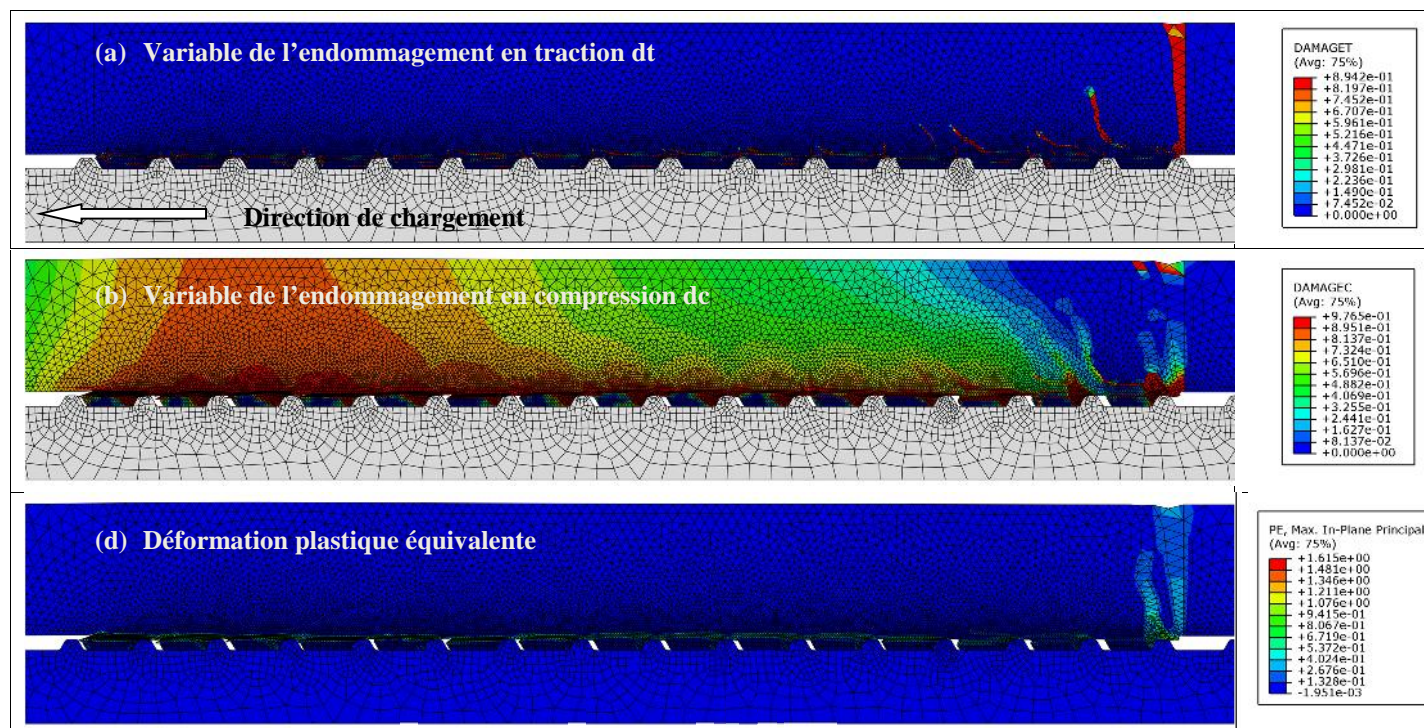 (a) Variable de l'endommagement en traction dt
DAMAGET
(Avg: 75%)
+8.942e-01
+8.197e-01
+7.452e-01
+6.707e-01
+5.961e-01
+5.216e-01
+4.471e-01
+3.726e-01
+2.981e-01
+2.236e-01
+1.490e-01
+7.452e-02
+0.000e+00
Direction de chargement
(b) Variable de l'endommagement en compression dc
DAMAGEC
(Avg: 75%)
+9.765e-01
+8.951e-01
+8.137e-01
+7.324e-01
+6.510e-01
+5.696e-01
+4.882e-01
+4.069e-01
+3.255e-01
+2.441e-01
+1.627e-01
+8.137e-02
+0.000e+00
(d) Déformation plastique équivalente
PE, Max. In-Plane Principal
(Avg: 75%)
+1.615e+00
+1.481e+00
+1.346e+00
+1.211e+00
+1.076e+00
+9.415e-01
+8.067e-01
+6.719e-01
+5.372e-01
+4.024e-01
+2.676e-01
+1.328e-01
-1.951e-03